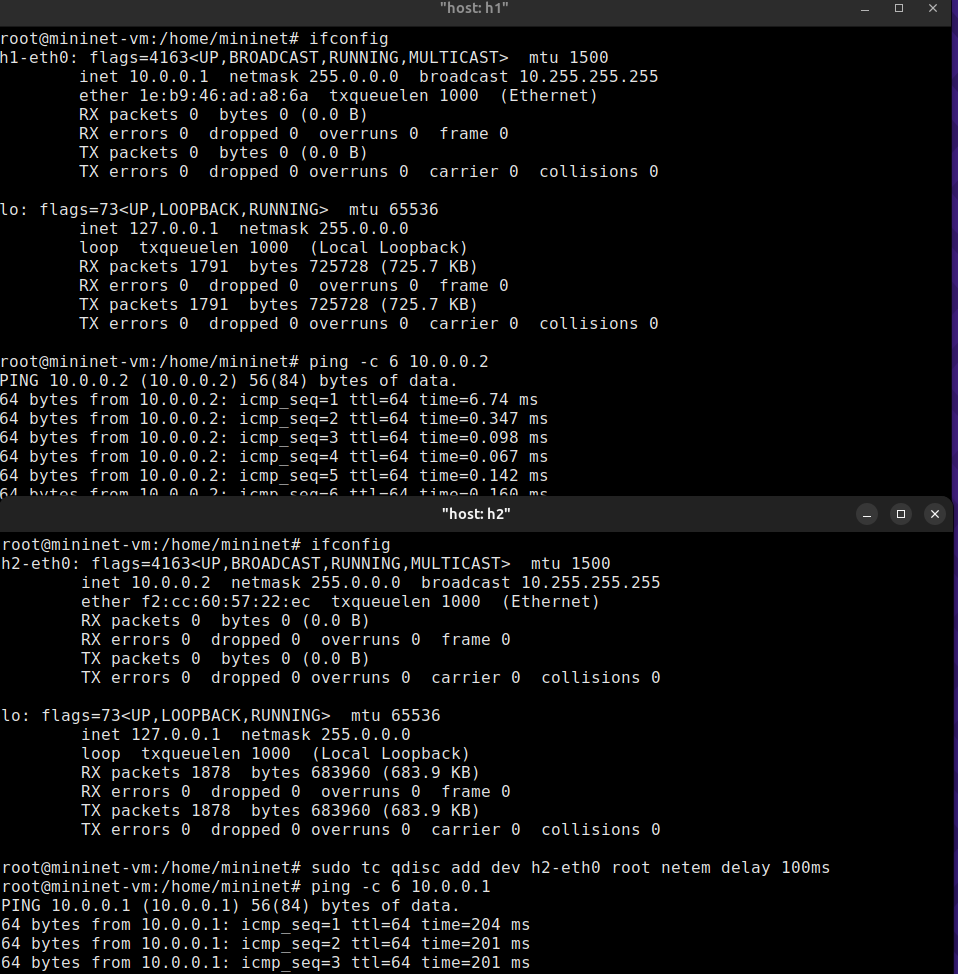 "host: h1"
root@mininet-vm:/home/mininet# ifconfig
h1-eth0: flags=4163<UP,BROADCAST,RUNNING,MULTICAST>  mtu 1500
        inet 10.0.0.1  netmask 255.0.0.0  broadcast 10.255.255.255
        ether 1e:b9:46:ad:a8:6a  txqueuelen 1000  (Ethernet)
        RX packets 0  bytes 0 (0.0 B)
        RX errors 0  dropped 0  overruns 0  frame 0
        TX packets 0  bytes 0 (0.0 B)
        TX errors 0  dropped 0 overruns 0  carrier 0  collisions 0

lo: flags=73<UP,LOOPBACK,RUNNING>  mtu 65536
        inet 127.0.0.1  netmask 255.0.0.0
        loop  txqueuelen 1000  (Local Loopback)
        RX packets 1791  bytes 725728 (725.7 KB)
        RX errors 0  dropped 0  overruns 0  frame 0
        TX packets 1791  bytes 725728 (725.7 KB)
        TX errors 0  dropped 0 overruns 0  carrier 0  collisions 0

root@mininet-vm:/home/mininet# ping -c 6 10.0.0.2
PING 10.0.0.2 (10.0.0.2) 56(84) bytes of data.
64 bytes from 10.0.0.2: icmp_seq=1 ttl=64 time=6.74 ms
64 bytes from 10.0.0.2: icmp_seq=2 ttl=64 time=0.347 ms
64 bytes from 10.0.0.2: icmp_seq=3 ttl=64 time=0.098 ms
64 bytes from 10.0.0.2: icmp_seq=4 ttl=64 time=0.067 ms
64 bytes from 10.0.0.2: icmp_seq=5 ttl=64 time=0.142 ms
64 bytes from 10.0.0.2: icmp_seq=6 ttl=64 time=0.160 ms
"host: h2"
root@mininet-vm:/home/mininet# ifconfig
h2-eth0: flags=4163<UP,BROADCAST,RUNNING,MULTICAST>  mtu 1500
        inet 10.0.0.2  netmask 255.0.0.0  broadcast 10.255.255.255
        ether f2:cc:60:57:22:ec  txqueuelen 1000  (Ethernet)
        RX packets 0  bytes 0 (0.0 B)
        RX errors 0  dropped 0  overruns 0  frame 0
        TX packets 0  bytes 0 (0.0 B)
        TX errors 0  dropped 0 overruns 0  carrier 0  collisions 0

lo: flags=73<UP,LOOPBACK,RUNNING>  mtu 65536
        inet 127.0.0.1  netmask 255.0.0.0
        loop  txqueuelen 1000  (Local Loopback)
        RX packets 1878  bytes 683960 (683.9 KB)
        RX errors 0  dropped 0  overruns 0  frame 0
        TX packets 1878  bytes 683960 (683.9 KB)
        TX errors 0  dropped 0 overruns 0  carrier 0  collisions 0

root@mininet-vm:/home/mininet# sudo tc qdisc add dev h2-eth0 root netem delay 100ms
root@mininet-vm:/home/mininet# ping -c 6 10.0.0.1
PING 10.0.0.1 (10.0.0.1) 56(84) bytes of data.
64 bytes from 10.0.0.1: icmp_seq=1 ttl=64 time=204 ms
64 bytes from 10.0.0.1: icmp_seq=2 ttl=64 time=201 ms
64 bytes from 10.0.0.1: icmp_seq=3 ttl=64 time=201 ms